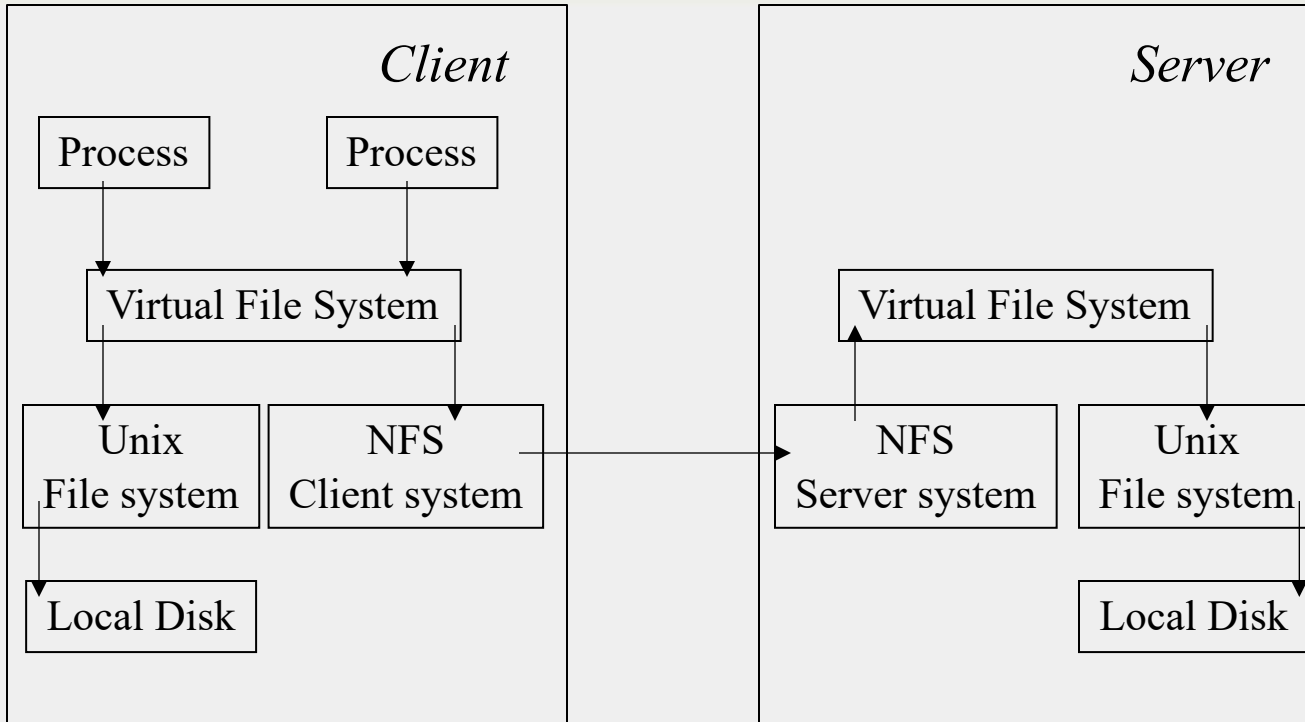 Client
Server
Process
Process
Virtual File System
Virtual File System
Unix
File system
NFS
Client system
NFS
Server system
Unix
File system
Local Disk
Local Disk